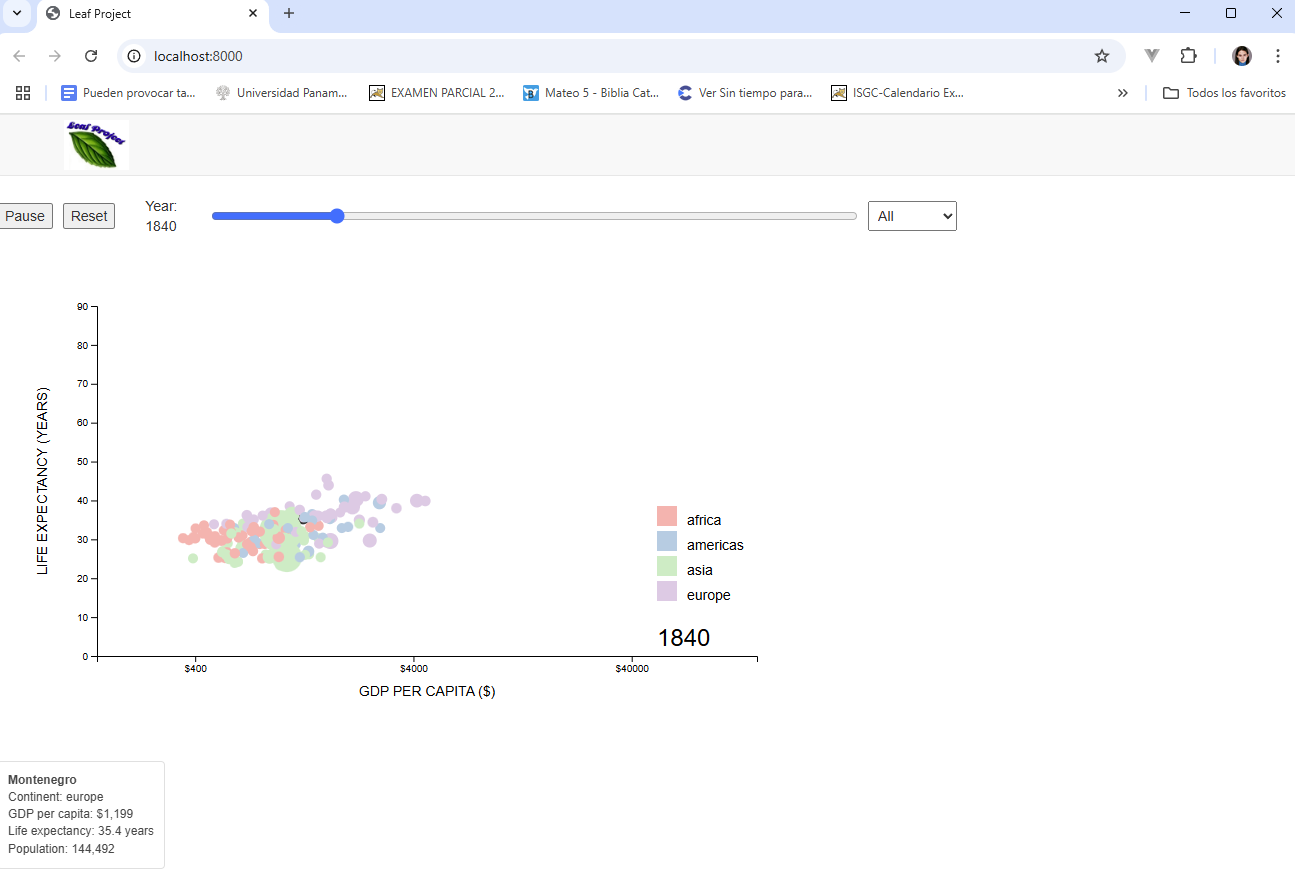 Leaf Project
localhost:8000
Pueden provocar ta...
Universidad Panam...
EXAMEN PARCIAL 2...
Mateo 5 - Biblia Cat...
Ver Sin tiempo para...
ISGC-Calendario Ex...
Todos los favoritos
Leaf Project
Pause
Reset
Year:
1840
All
90
80
70
60
50
40
30
20
10
0
LIFE EXPECTANCY (YEARS)
africa
americas
asia
europe
1840
$400
$4000
$40000
GDP PER CAPITA ($)
Montenegro
Continent: europe
GDP per capita: $1,199
Life expectancy: 35.4 years
Population: 144,492